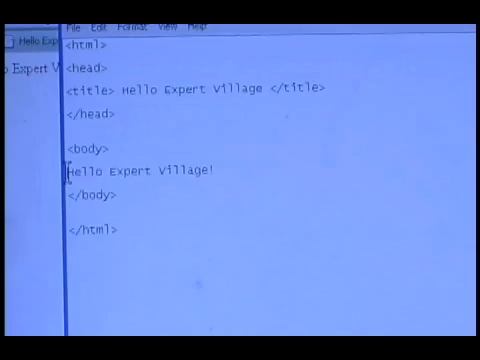 File Edit Format View Help
Hello Exp
o Expert V
<html>
<head>
<title> Hello Expert Village </title>
</head>
<body>
Hello Expert Village!
</body>
</html>